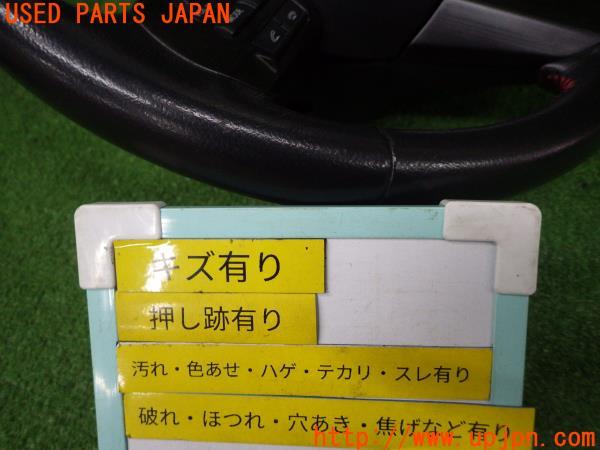 USED PARTS JAPAN
キズ有り
押し跡有り
汚れ・色あせ・ハゲ・テカリ・スレ有り
破れ・ほつれ・穴あき・焦げなど有り
http://www.upjpn.com